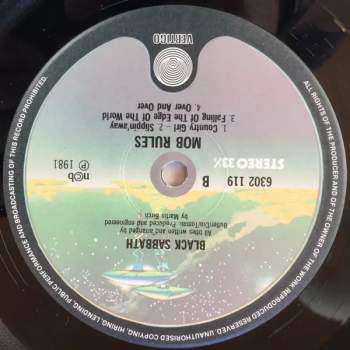 BLACK SABBATH
All titles written and arranged by
Butler/Dio/Iommi. Produced and engineered
by Martin Birch
6302 119 B
STEREO 33⅓
ncb
℗ 1981
MOB RULES
1. Country Girl – 2. Slippin'away
3. Falling Of The Edge Of The World
4. Over And Over
VERTIGO
ALL RIGHTS OF THE PRODUCER AND OF THE OWNER OF THE WORK REPRODUCED RESERVED. UNAUTHORISED COPYING, HIRING, LENDING, PUBLIC PERFORMANCE AND BROADCASTING OF THIS RECORD PROHIBITED.